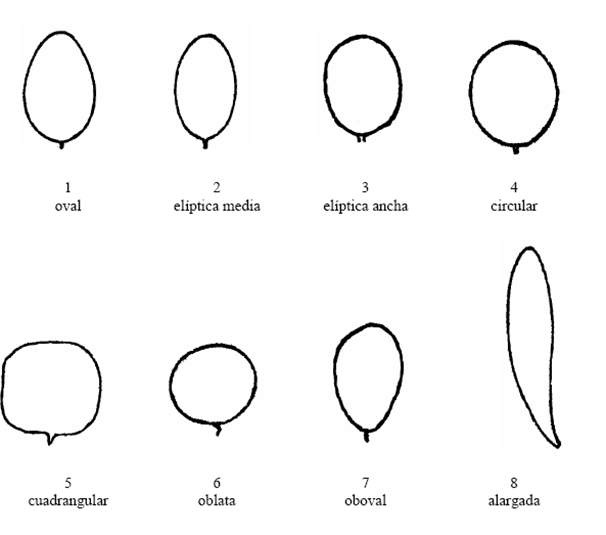 1
oval
2
elíptica media
3
elíptica ancha
4
circular
5
cuadrangular
6
oblata
7
oboval
8
alargada